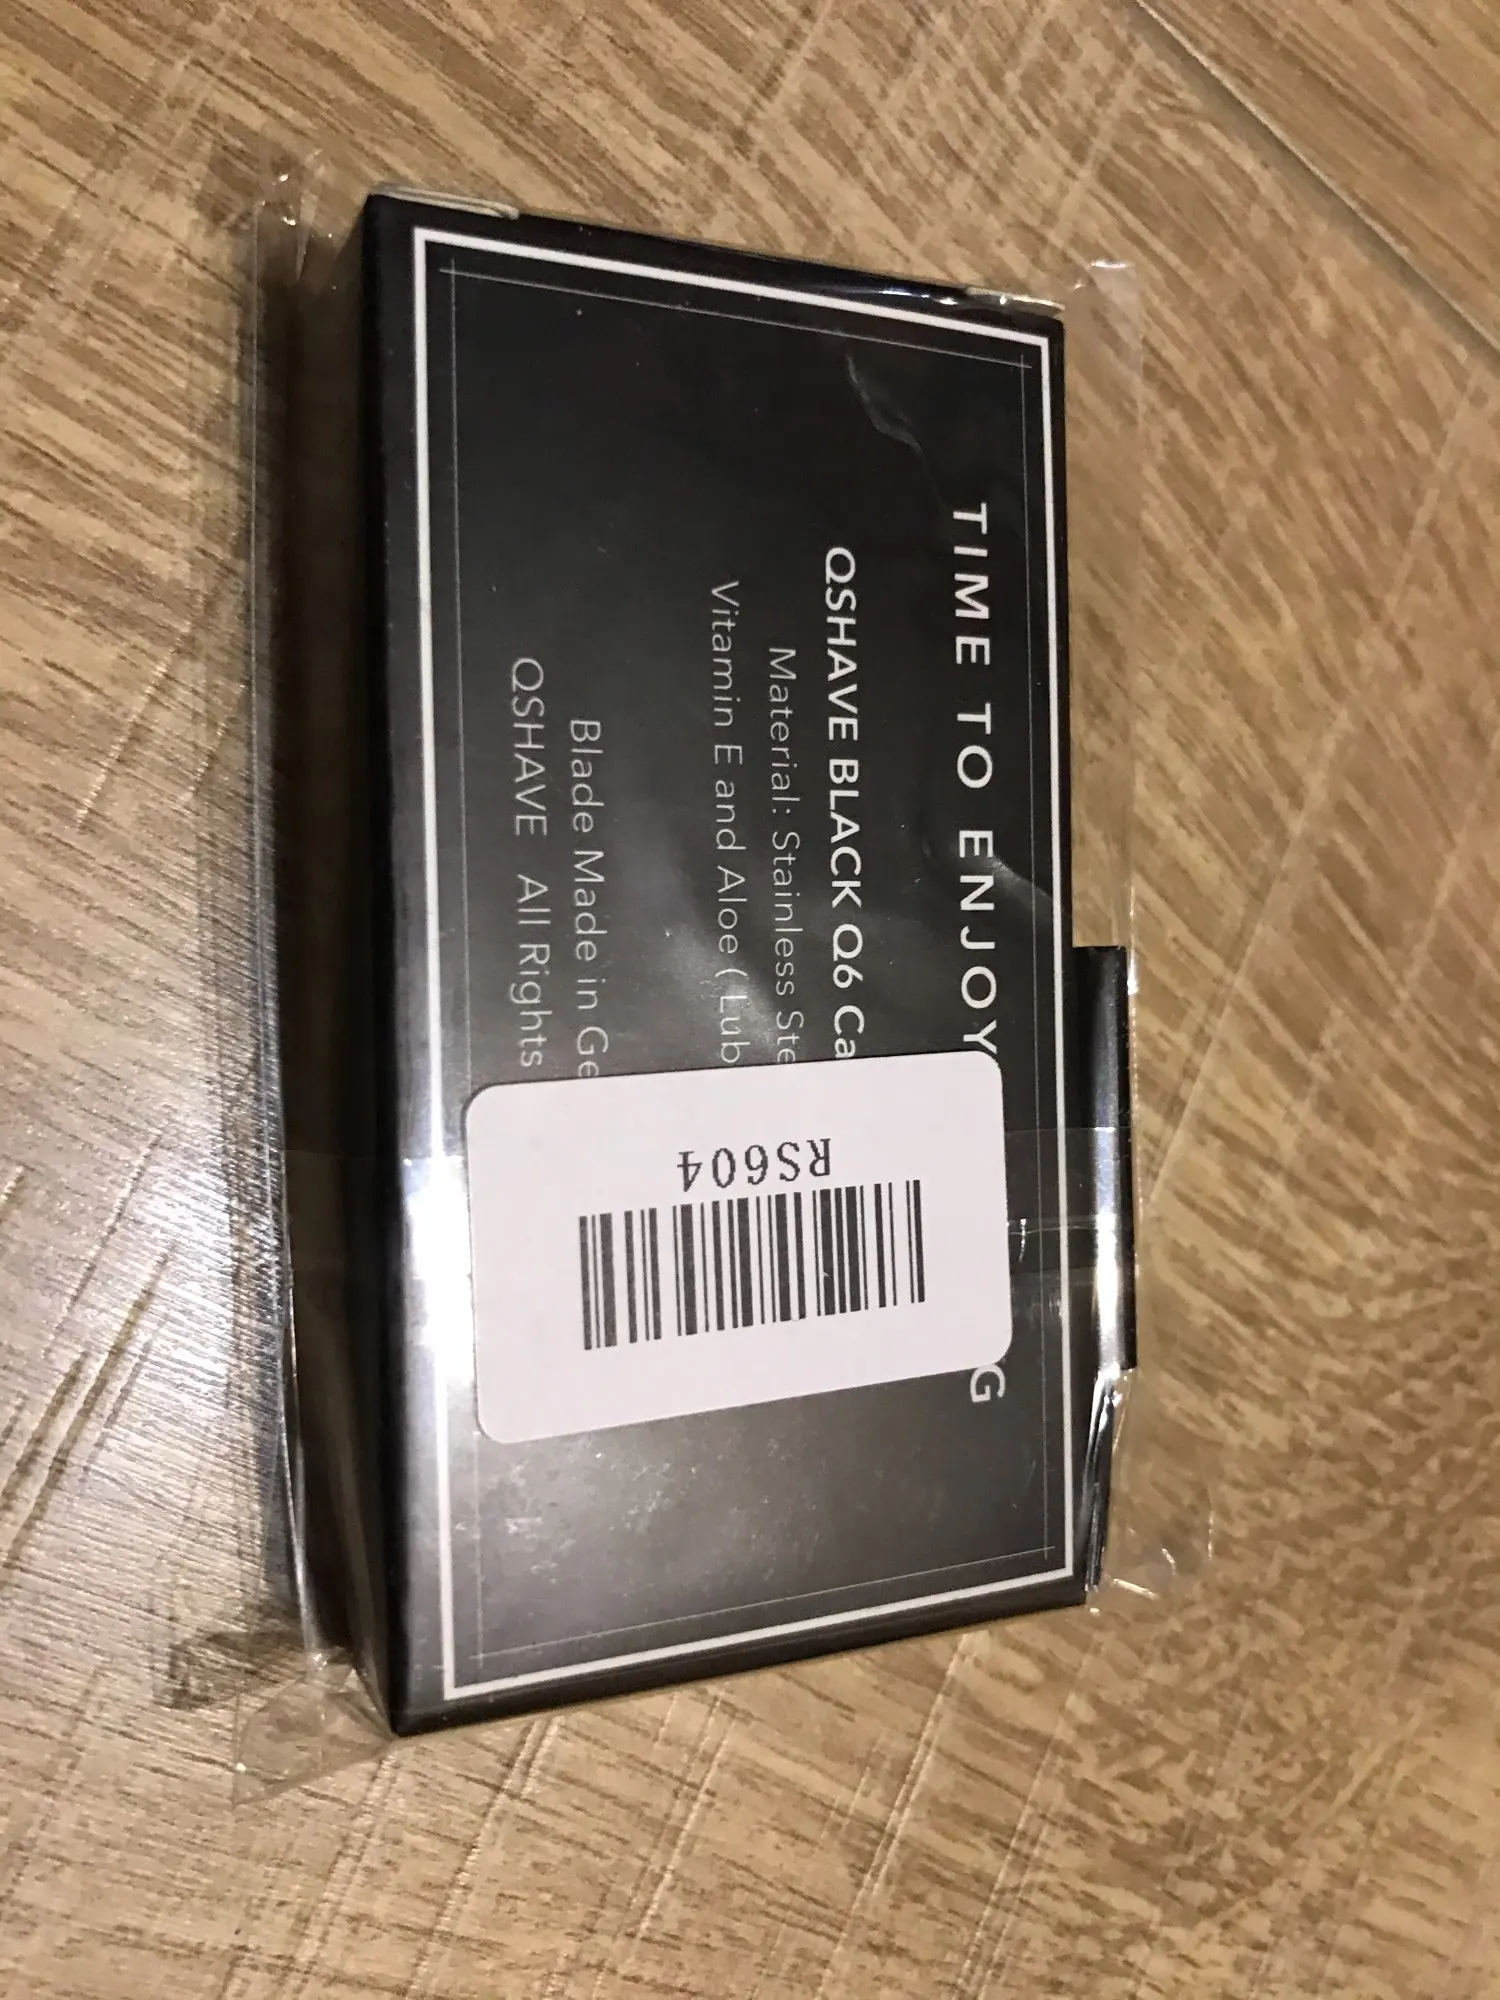 TIME TO ENJOY G
QSHAVE BLACK Q6 Ca
Material: Stainless Ste
Vitamin E and Aloe ( Lub
Blade Made in Ge
QSHAVE All Rights
RS604